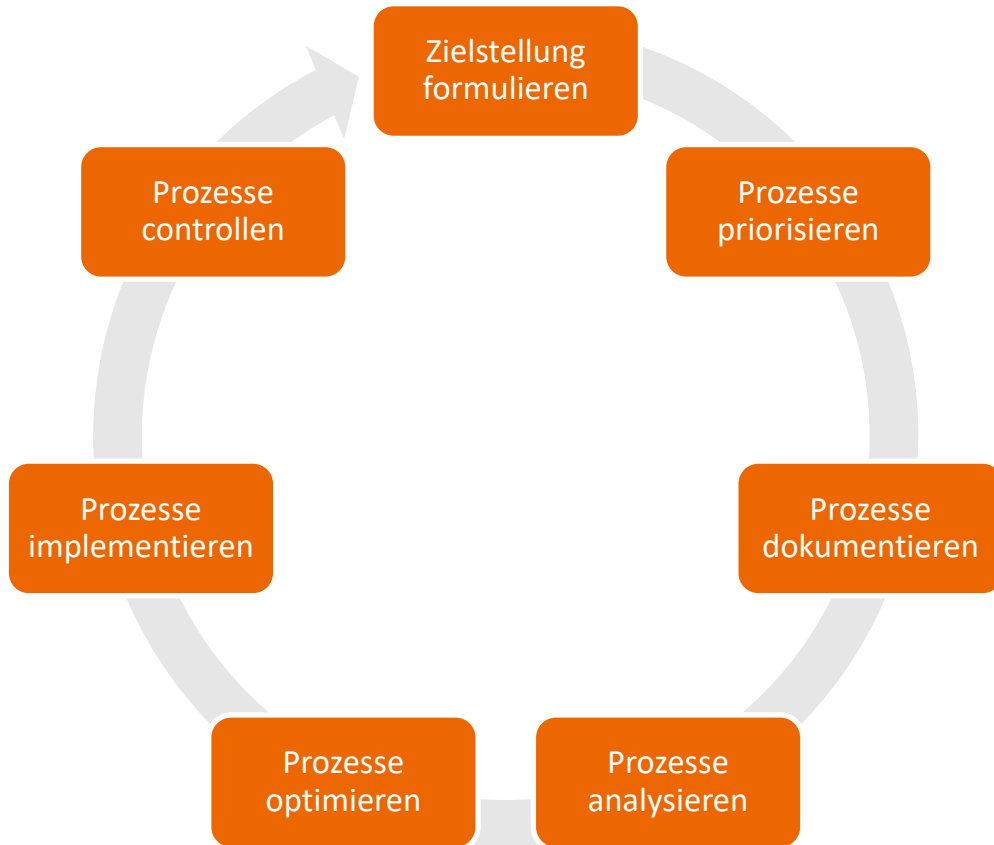 Zielstellung
formulieren
Prozesse
priorisieren
Prozesse
dokumentieren
Prozesse
analysieren
Prozesse
optimieren
Prozesse
implementieren
Prozesse
controllen